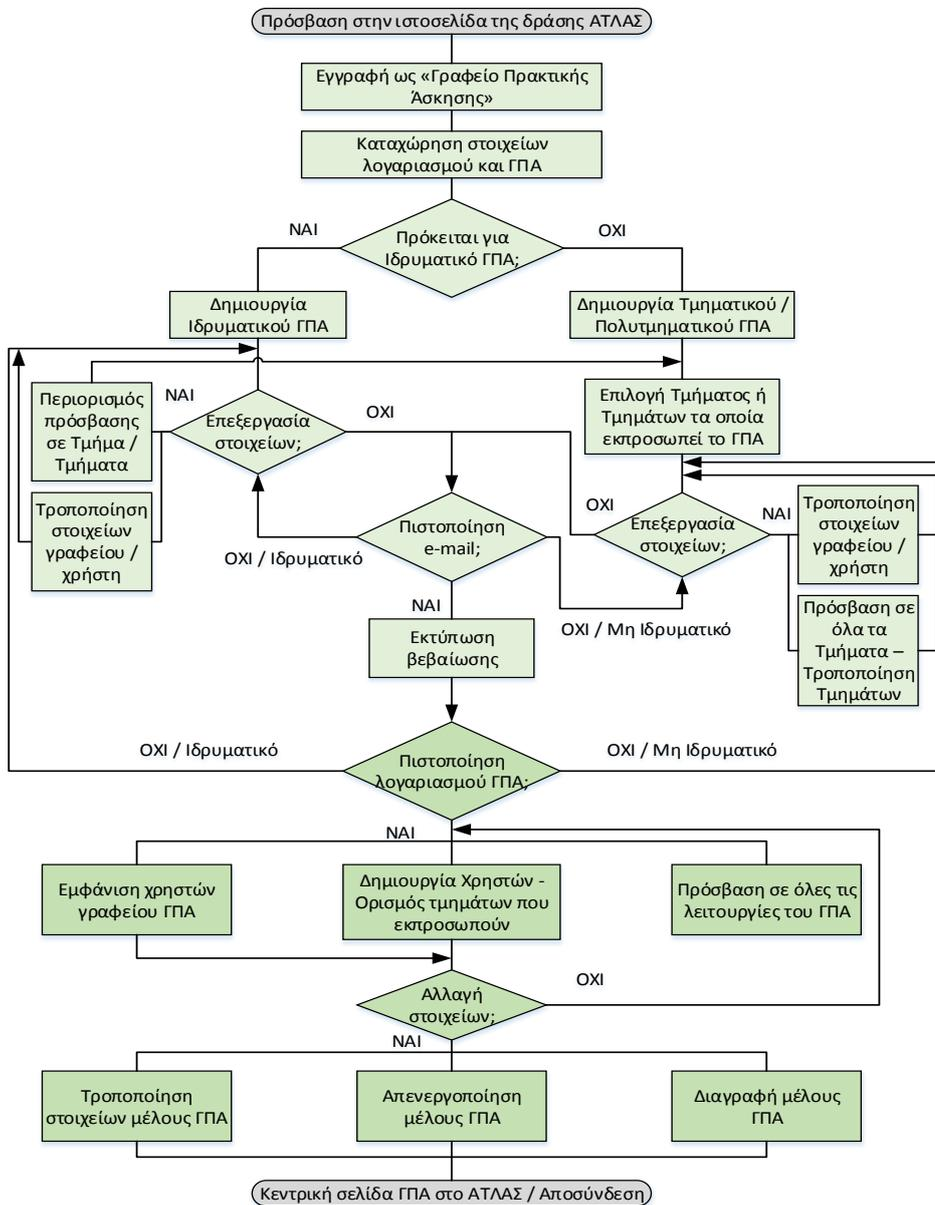 Πρόσβαση στην ιστοσελίδα της δράσης ΑΤΛΑΣ
Εγγραφή ως «Γραφείο Πρακτικής
Άσκησης»
Καταχώρηση στοιχείων
λογαριασμού και ΓΠΑ
ΝΑΙ
ΟΧΙ
Πρόκειται για
Ιδρυματικό ΓΠΑ;
Δημιουργία
Ιδρυματικού ΓΠΑ
Δημιουργία Τμηματικού /
Πολυτμηματικού ΓΠΑ
Περιορισμός
πρόσβασης
σε Τμήμα /
Τμήματα
ΝΑΙ
Επεξεργασία
στοιχείων;
ΟΧΙ
Επιλογή Τμήματος ή
Τμημάτων τα οποία
εκπροσωπεί το ΓΠΑ
Τροποποίηση
στοιχείων
γραφείου /
χρήστη
ΟΧΙ / Ιδρυματικό
Πιστοποίηση
e-mail;
ΟΧΙ
Επεξεργασία
στοιχείων;
ΝΑΙ
Τροποποίηση
στοιχείων
γραφείου /
χρήστη
ΝΑΙ
ΟΧΙ / Μη Ιδρυματικό
Εκτύπωση
βεβαίωσης
Πρόσβαση σε
όλα τα
Τμήματα –
Τροποποίηση
Τμημάτων
ΟΧΙ / Ιδρυματικό
Πιστοποίηση
λογαριασμού ΓΠΑ;
ΟΧΙ / Μη Ιδρυματικό
ΝΑΙ
Εμφάνιση χρηστών
γραφείου ΓΠΑ
Δημιουργία Χρηστών -
Ορισμός τμημάτων που
εκπροσωπούν
Πρόσβαση σε όλες τις
λειτουργίες του ΓΠΑ
Αλλαγή
στοιχείων;
ΟΧΙ
ΝΑΙ
Τροποποίηση
στοιχείων μέλους ΓΠΑ
Απενεργοποίηση
μέλους ΓΠΑ
Διαγραφή μέλους
ΓΠΑ
Κεντρική σελίδα ΓΠΑ στο ΑΤΛΑΣ / Αποσύνδεση